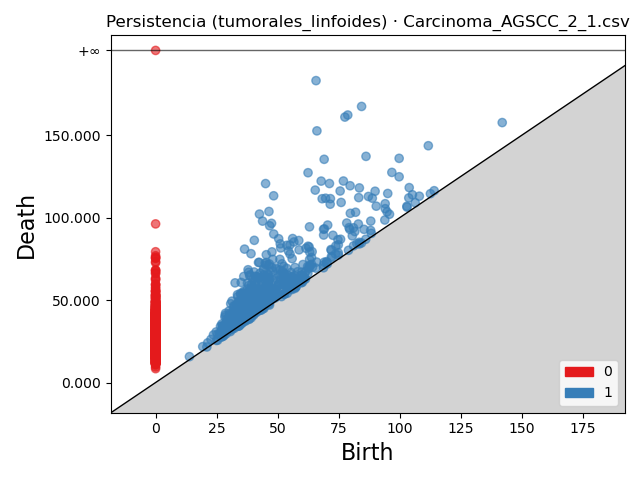 Persistencia (tumorales_linfoides) · Carcinoma_AGSCC_2_1.csv
+∞
150.000
100.000
50.000
0.000
Death
0 25 50 75 100 125 150 175
Birth
0
1